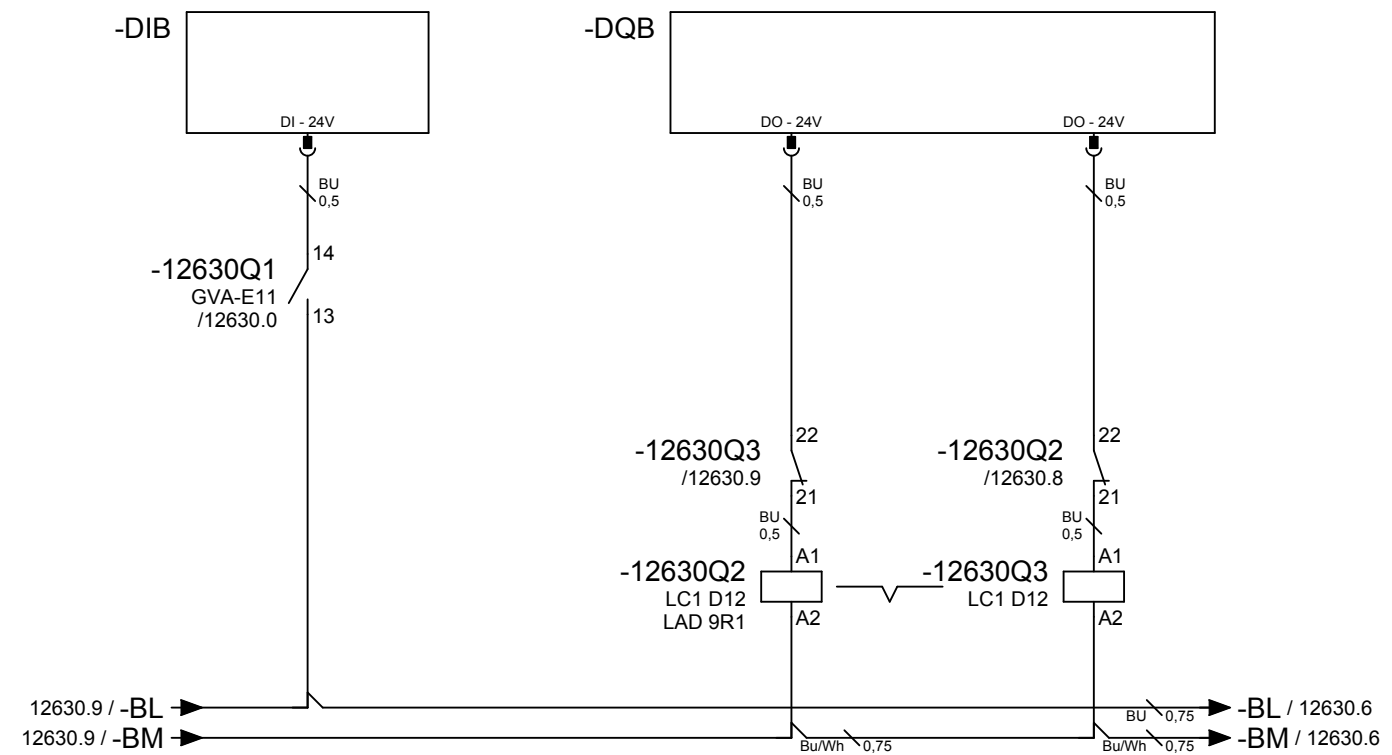 -DIB
-DQB
DI - 24V
DO - 24V
DO - 24V
BU
0,5
BU
0,5
BU
0,5
14
-12630Q1
GVA-E11
/12630.0
13
22
-12630Q3
/12630.9
21
22
-12630Q2
/12630.8
21
BU
0,5
BU
0,5
A1
-12630Q2
LC1 D12
LAD 9R1
A2
A1
-12630Q3
LC1 D12
A2
12630.9 / -BL
BU 0,75
-BL / 12630.6
12630.9 / -BM
Bu/Wh 0,75
Bu/Wh 0,75
-BM / 12630.6